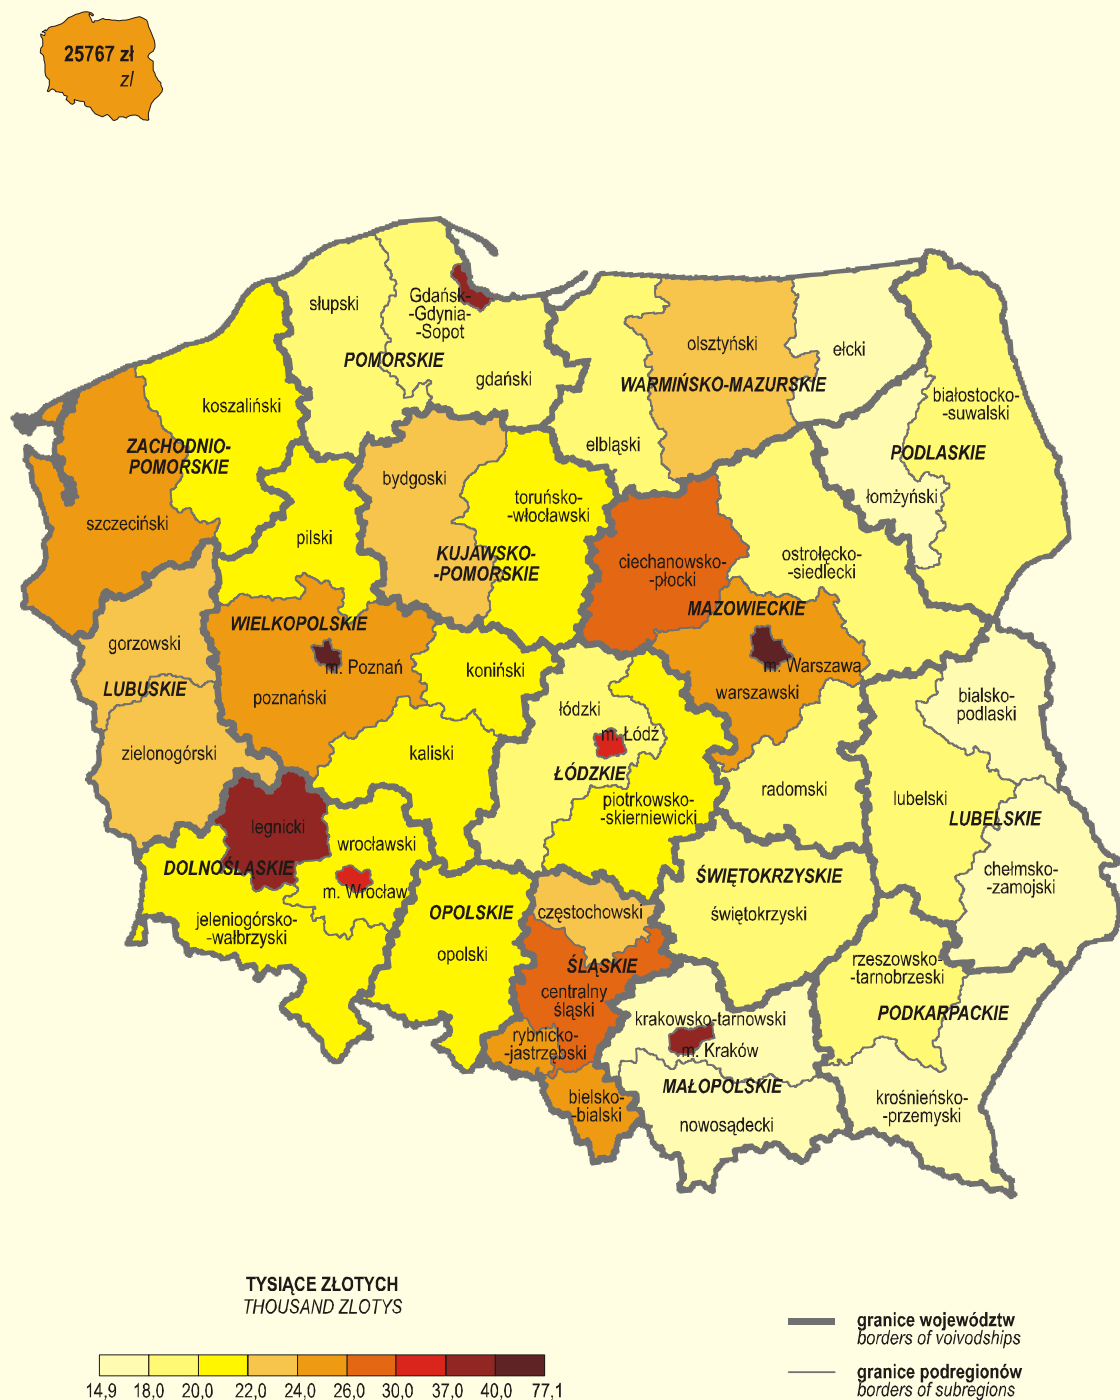 25767 zł
zl
słupski
Gdańsk-
-Gdynia-
-Sopot
POMORSKIE
gdański
olsztyński
ełcki
WARMIŃSKO-MAZURSKIE
elbląski
białostocko-
-suwalski
PODLASKIE
łomżyński
koszaliński
ZACHODNIO-
POMORSKIE
szczeciński
bydgoski
toruńsko-
-włocławski
KUJAWSKO-
-POMORSKIE
pilski
ciechanowsko-
-płocki
ostrołęcko-
-siedlecki
MAZOWIECKIE
m. Warszawa
warszawski
WIELKOPOLSKIE
m. Poznań
poznański
koniński
kaliski
gorzowski
LUBUSKIE
zielonogórski
łódzki
m. Łódź
ŁÓDZKIE
piotrkowsko-
-skierniewicki
radomski
bialsko-
podlaski
lubelski
LUBELSKIE
chełmsko-
-zamojski
legnicki
wrocławski
DOLNOŚLĄSKIE
m. Wrocław
jeleniogórsko-
-wałbrzyski
OPOLSKIE
opolski
częstochowski
ŚLĄSKIE
centralny
śląski
rybnicko-
-jastrzębski
bielsko-
-bialski
ŚWIĘTOKRZYSKIE
świętokrzyski
rzeszowsko-
-tarnobrzeski
PODKARPACKIE
krośnieńsko-
-przemyski
krakowsko-tarnowski
m. Kraków
MAŁOPOLSKIE
nowosądecki
TYSIĄCE ZŁOTYCH
THOUSAND ZLOTYS
14,9 18,0 20,0 22,0 24,0 26,0 30,0 37,0 40,0 77,1
granice województw
borders of voivodships
granice podregionów
borders of subregions